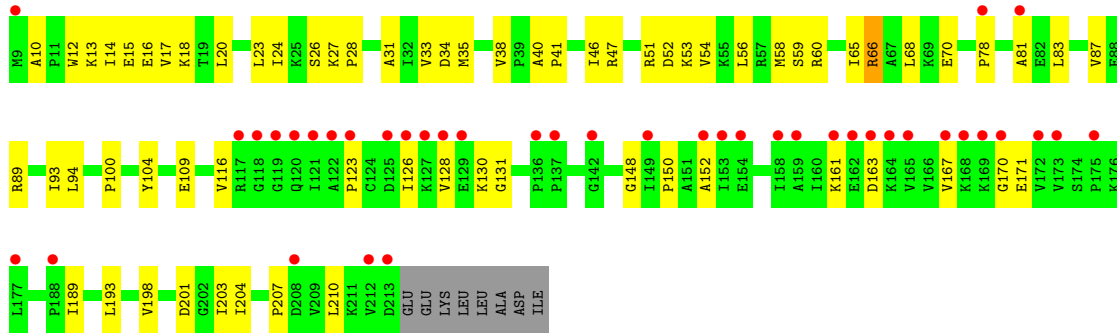 M9 A10 P11 W12 K13 I14 E15 E16 V17 K18 T19 L20 L23 I24 K25 S26 K27 P28 A31 I32 V33 D34 M35 V38 P39 A40 P41 I46 R47 R51 D52 K53 V54 K55 L56 R57 M58 S59 R60 I65 R66 A67 L68 K69 E70 P78 A81 E82 L83 V87 F88
R89 I93 L94 P100 Y104 E109 V116 R117 G118 G119 Q120 I121 A122 P123 C124 D125 I126 K127 V128 E129 K130 G131 P136 P137 G142 G148 I149 P150 A151 A152 I153 E154 I158 A159 I160 K161 E162 D163 K164 V165 V166 V167 K168 K169 G170 E171 V172 V173 S174 P175 K176
L177 P188 I189 L193 V198 D201 G202 I203 I204 P207 D208 V209 L210 K211 V212 D213 GLU GLU LYS LEU LEU ALA ASP ILE